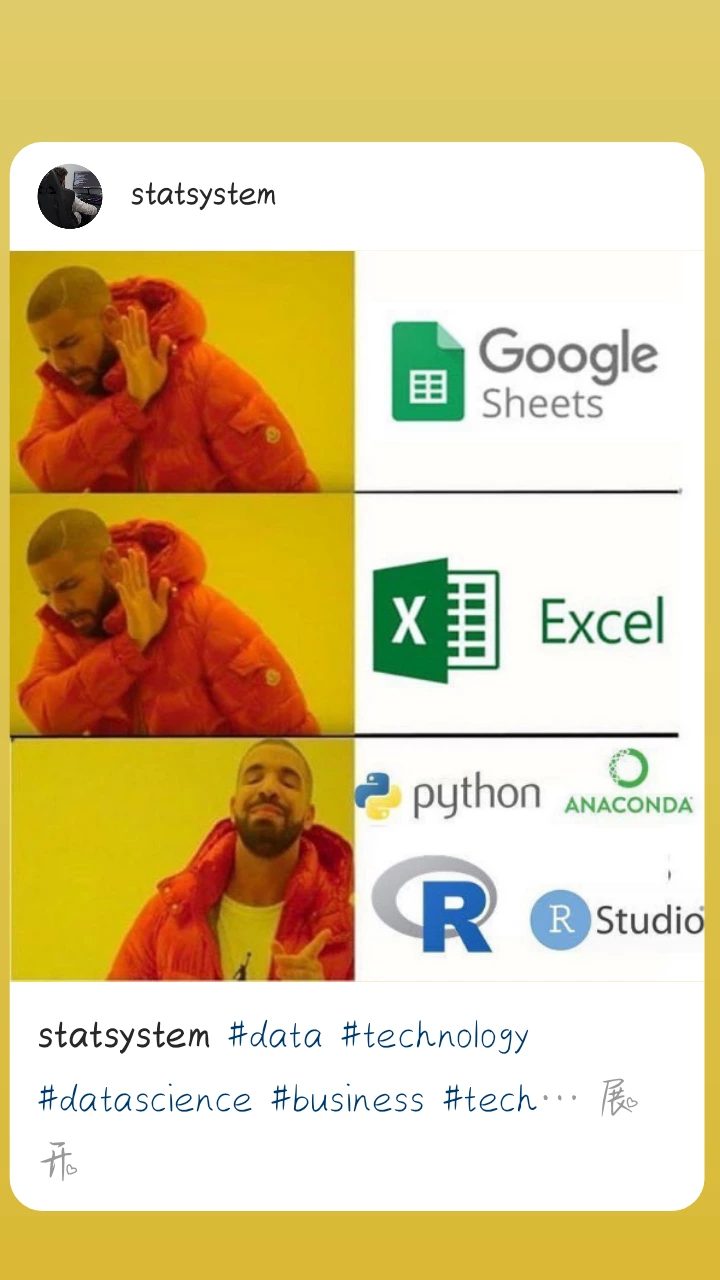 statsystem
Google
Sheets
X Excel
python
ANACONDA
R
R Studio
statsystem #data #technology
#datascience #business #tech… 展
开